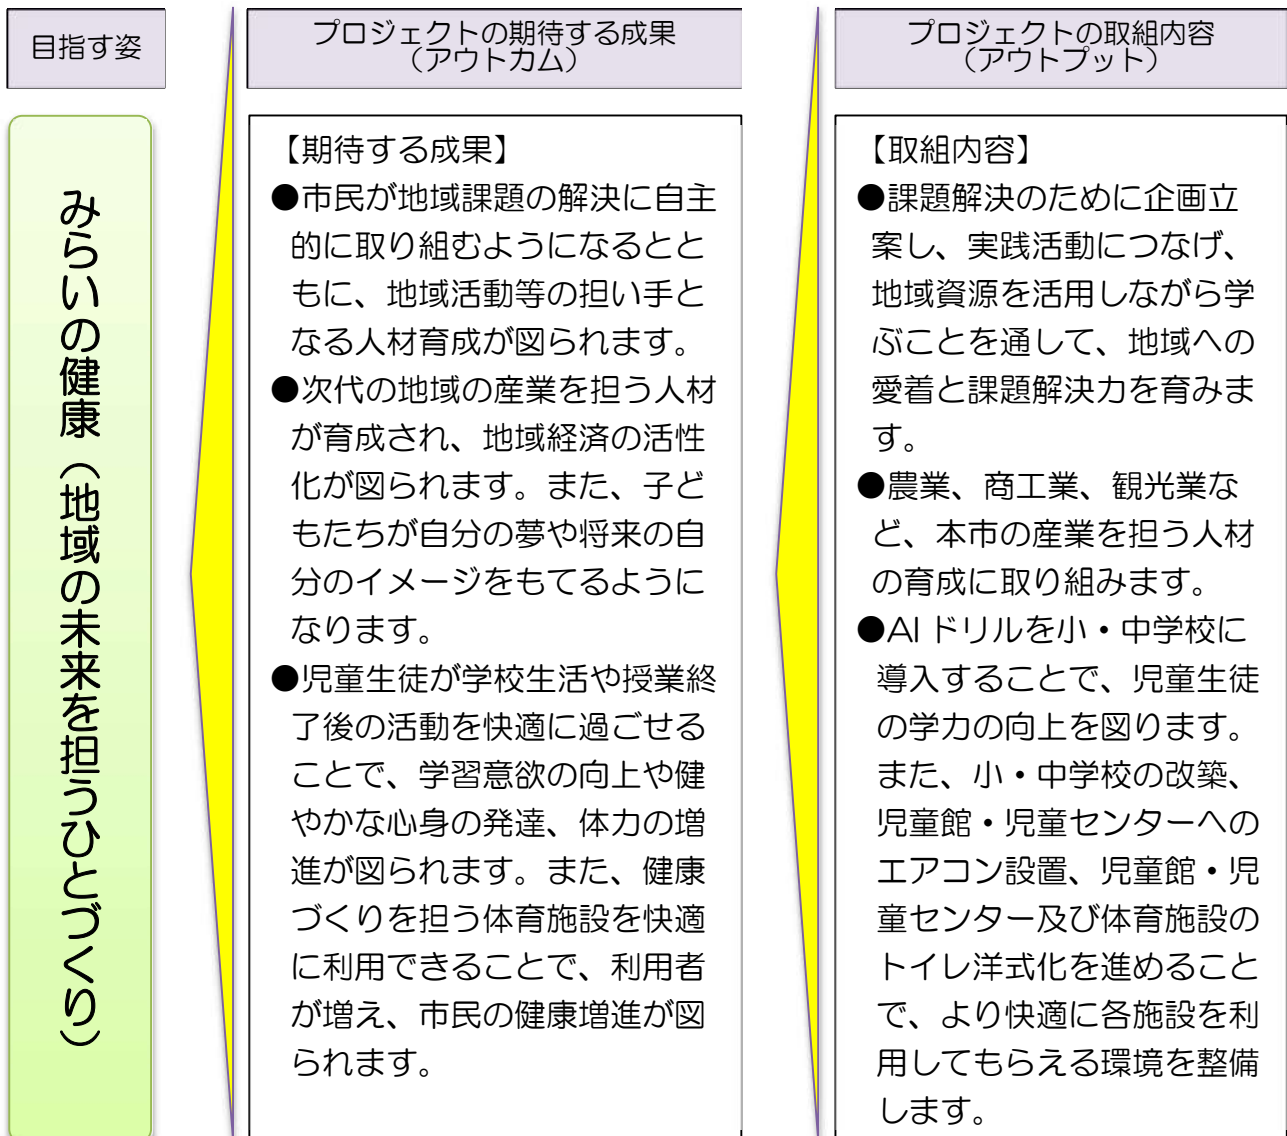 目指す姿
プロジェクトの期待する成果
（アウトカム）
プロジェクトの取組内容
（アウトプット）
みらいの健康（地域の未来を担うひとづくり）
【期待する成果】
●市民が地域課題の解決に自主
的に取り組むようになるとと
もに、地域活動等の担い手と
なる人材育成が図られます。
●次代の地域の産業を担う人材
が育成され、地域経済の活性
化が図られます。また、子ど
もたちが自分の夢や将来の自
分のイメージをもてるように
なります。
●児童生徒が学校生活や授業終
了後の活動を快適に過ごせる
ことで、学習意欲の向上や健
やかな心身の発達、体力の増
進が図られます。また、健康
づくりを担う体育施設を快適
に利用できることで、利用者
が増え、市民の健康増進が図
られます。
【取組内容】
●課題解決のために企画立
案し、実践活動につなげ、
地域資源を活用しながら学
ぶことを通して、地域への
愛着と課題解決力を育みま
す。
●農業、商工業、観光業な
ど、本市の産業を担う人材
の育成に取り組みます。
●AIドリルを小・中学校に
導入することで、児童生徒
の学力の向上を図ります。
また、小・中学校の改築、
児童館・児童センターへの
エアコン設置、児童館・児
童センター及び体育施設の
トイレ洋式化を進めること
で、より快適に各施設を利
用してもらえる環境を整備
します。